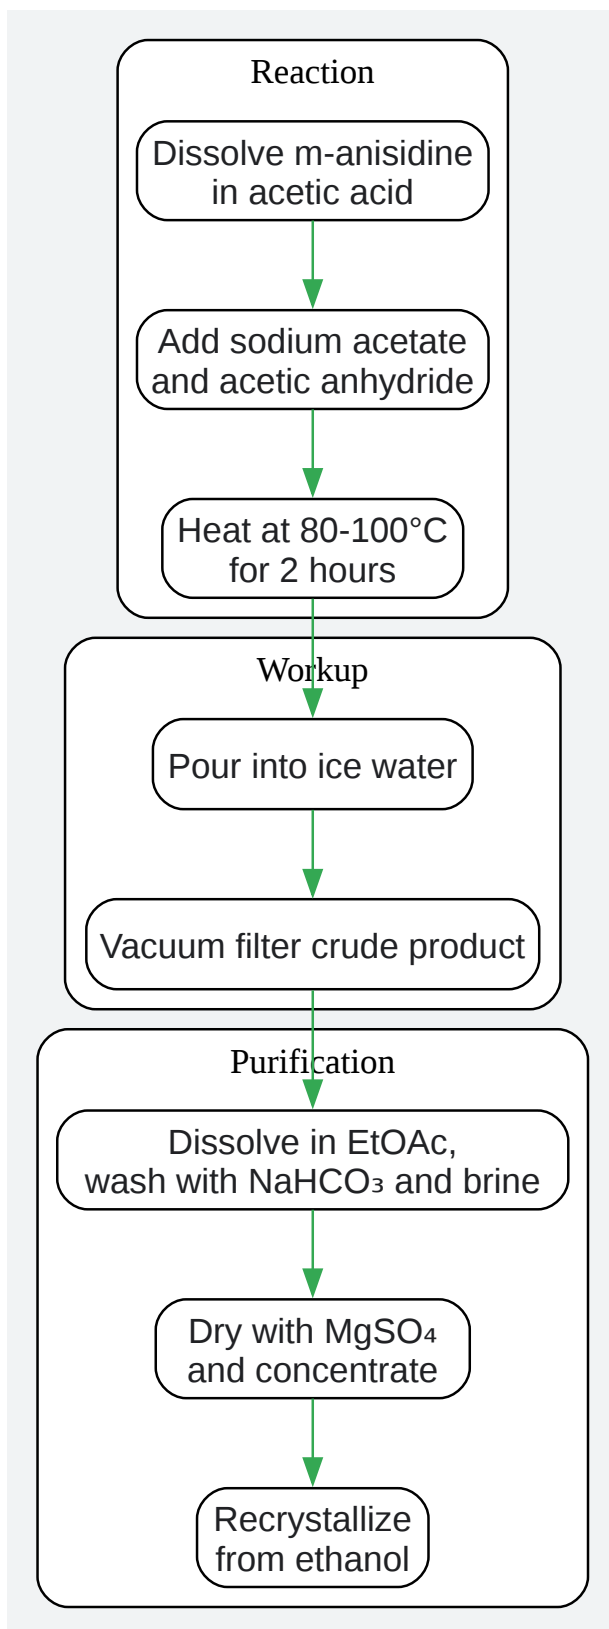 Reaction
Dissolve m-anisidine
in acetic acid
Add sodium acetate
and acetic anhydride
Heat at 80-100°C
for 2 hours
Workup
Pour into ice water
Vacuum filter crude product
Purification
Dissolve in EtOAc,
wash with NaHCO₃ and brine
Dry with MgSO₄
and concentrate
Recrystallize
from ethanol